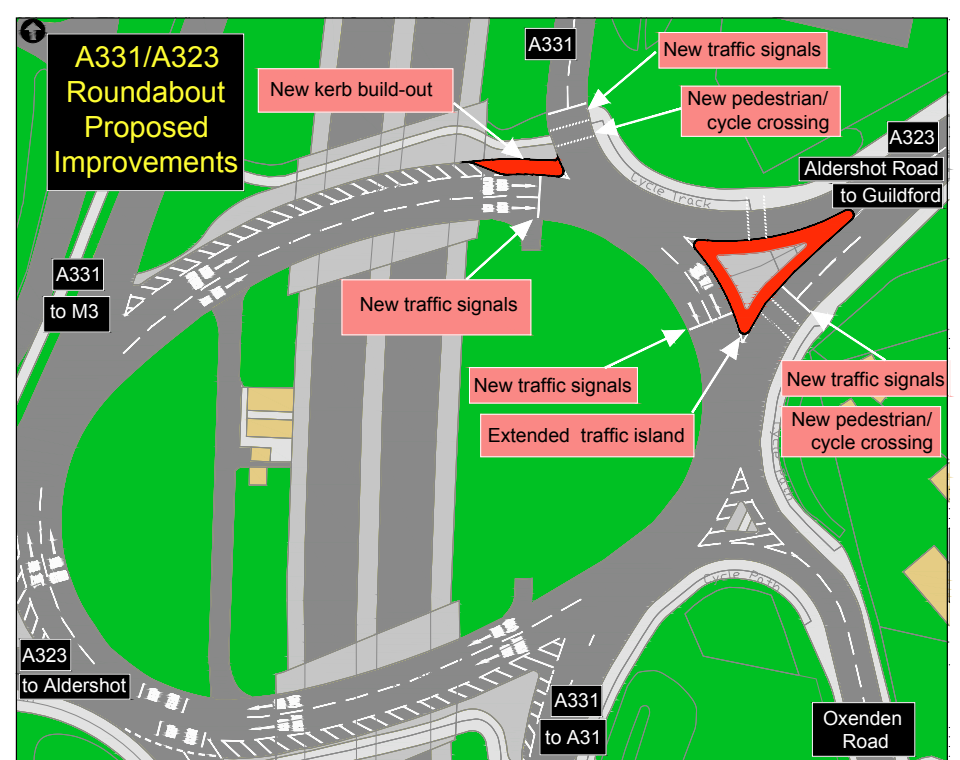 A331/A323
Roundabout
Proposed
Improvements
A331
New traffic signals
New kerb build-out
New pedestrian/
cycle crossing
A323
Aldershot Road
to Guildford
Cycle Track
A331
to M3
New traffic signals
New traffic signals
New traffic signals
Extended traffic island
New pedestrian/
cycle crossing
Cycle Path
Cycle Path
A323
to Aldershot
A331
to A31
Oxenden
Road